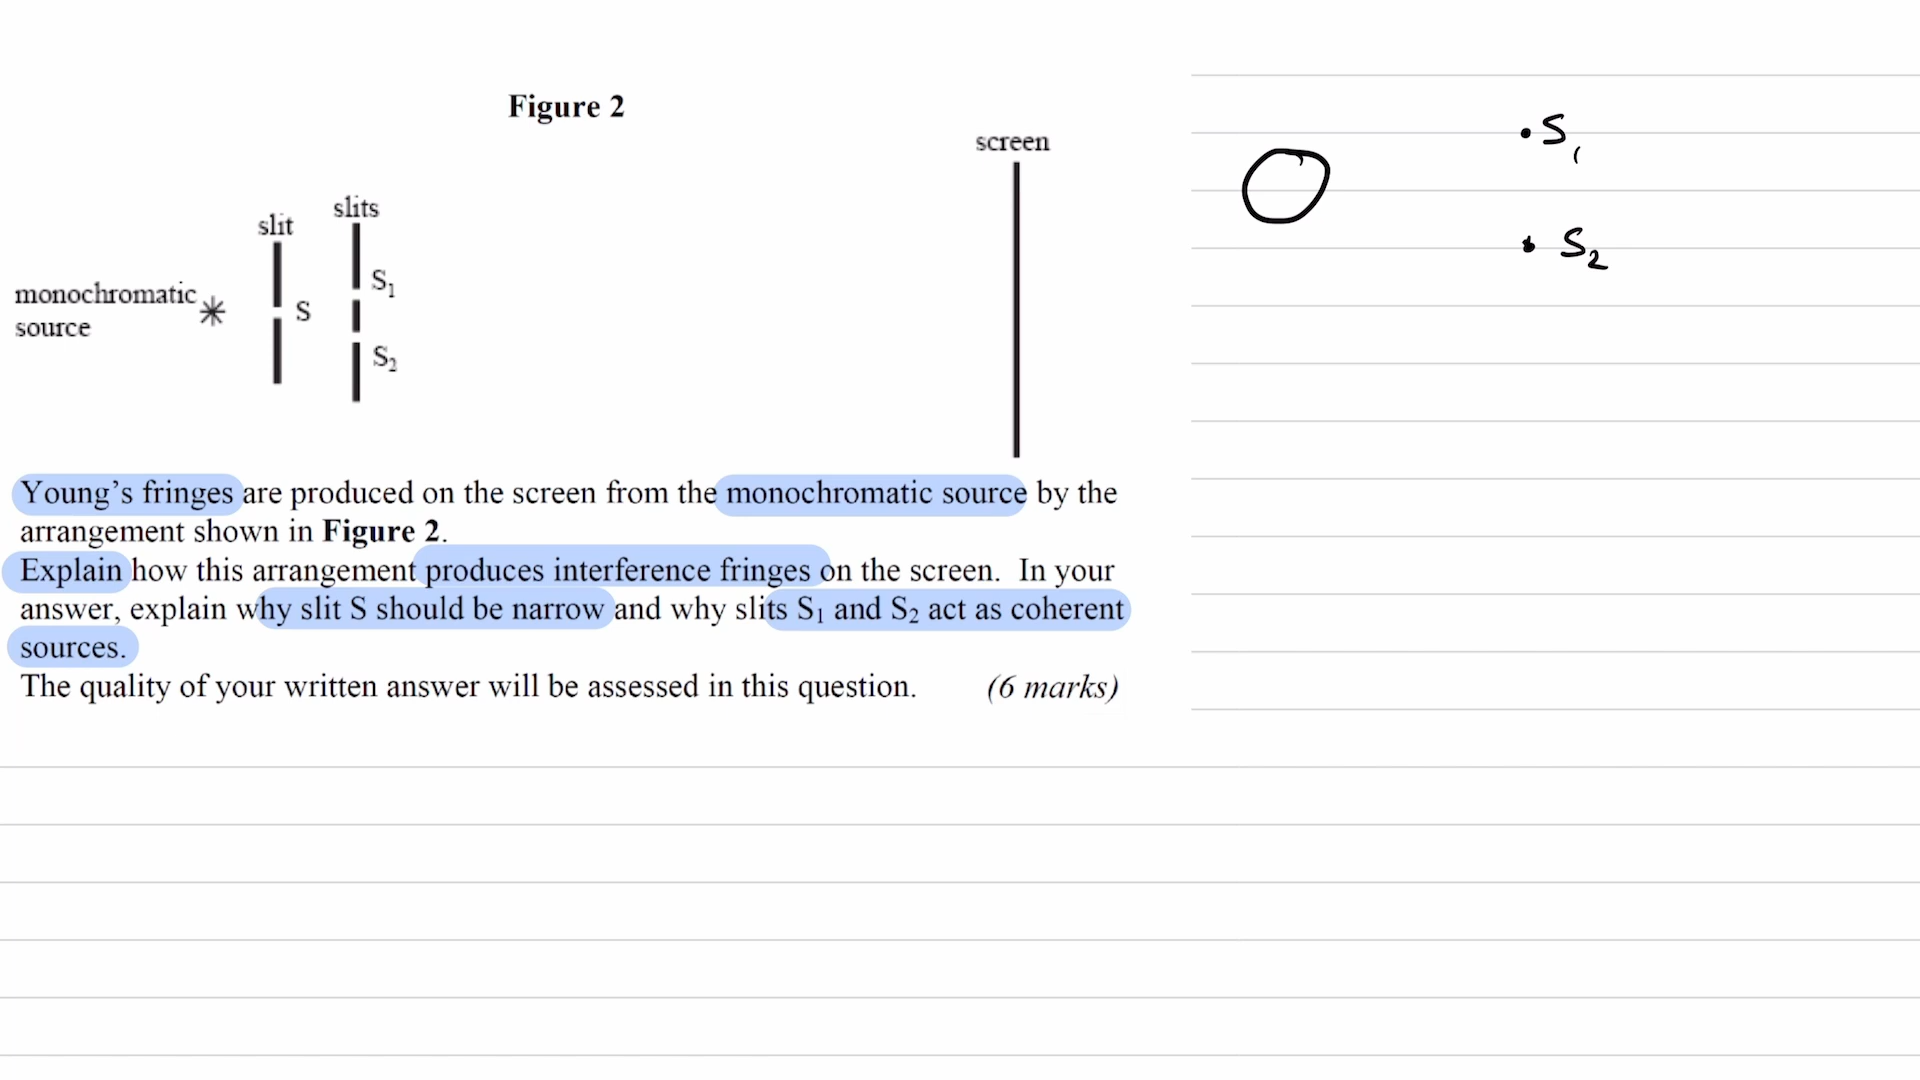 Figure 2
screen
slits
slit
S₁
monochromatic
source
S
S₂
Young's fringes are produced on the screen from the monochromatic source by the
arrangement shown in Figure 2.
Explain how this arrangement produces interference fringes on the screen. In your
answer, explain why slit S should be narrow and why slits S₁ and S₂ act as coherent
sources.
The quality of your written answer will be assessed in this question. (6 marks)
S₁
S₂